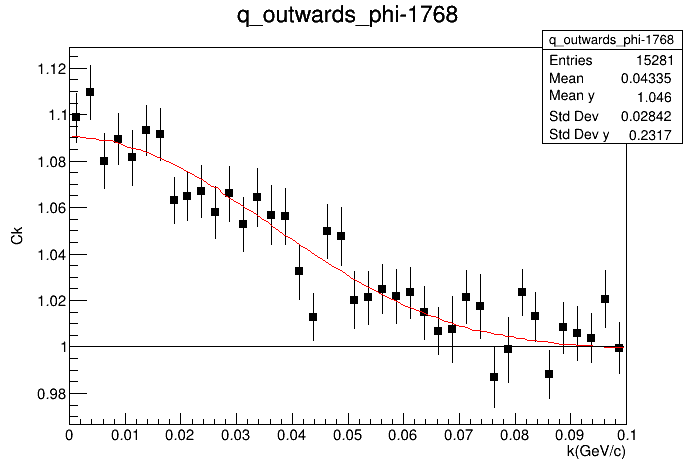 q_outwards_phi-1768
q_outwards_phi-1768
Entries 15281
Mean 0.04335
Mean y 1.046
Std Dev 0.02842
Std Dev y 0.2317
Ck
1.12
1.1
1.08
1.06
1.04
1.02
1
0.98
0 0.01 0.02 0.03 0.04 0.05 0.06 0.07 0.08 0.09 0.1
k(GeV/c)